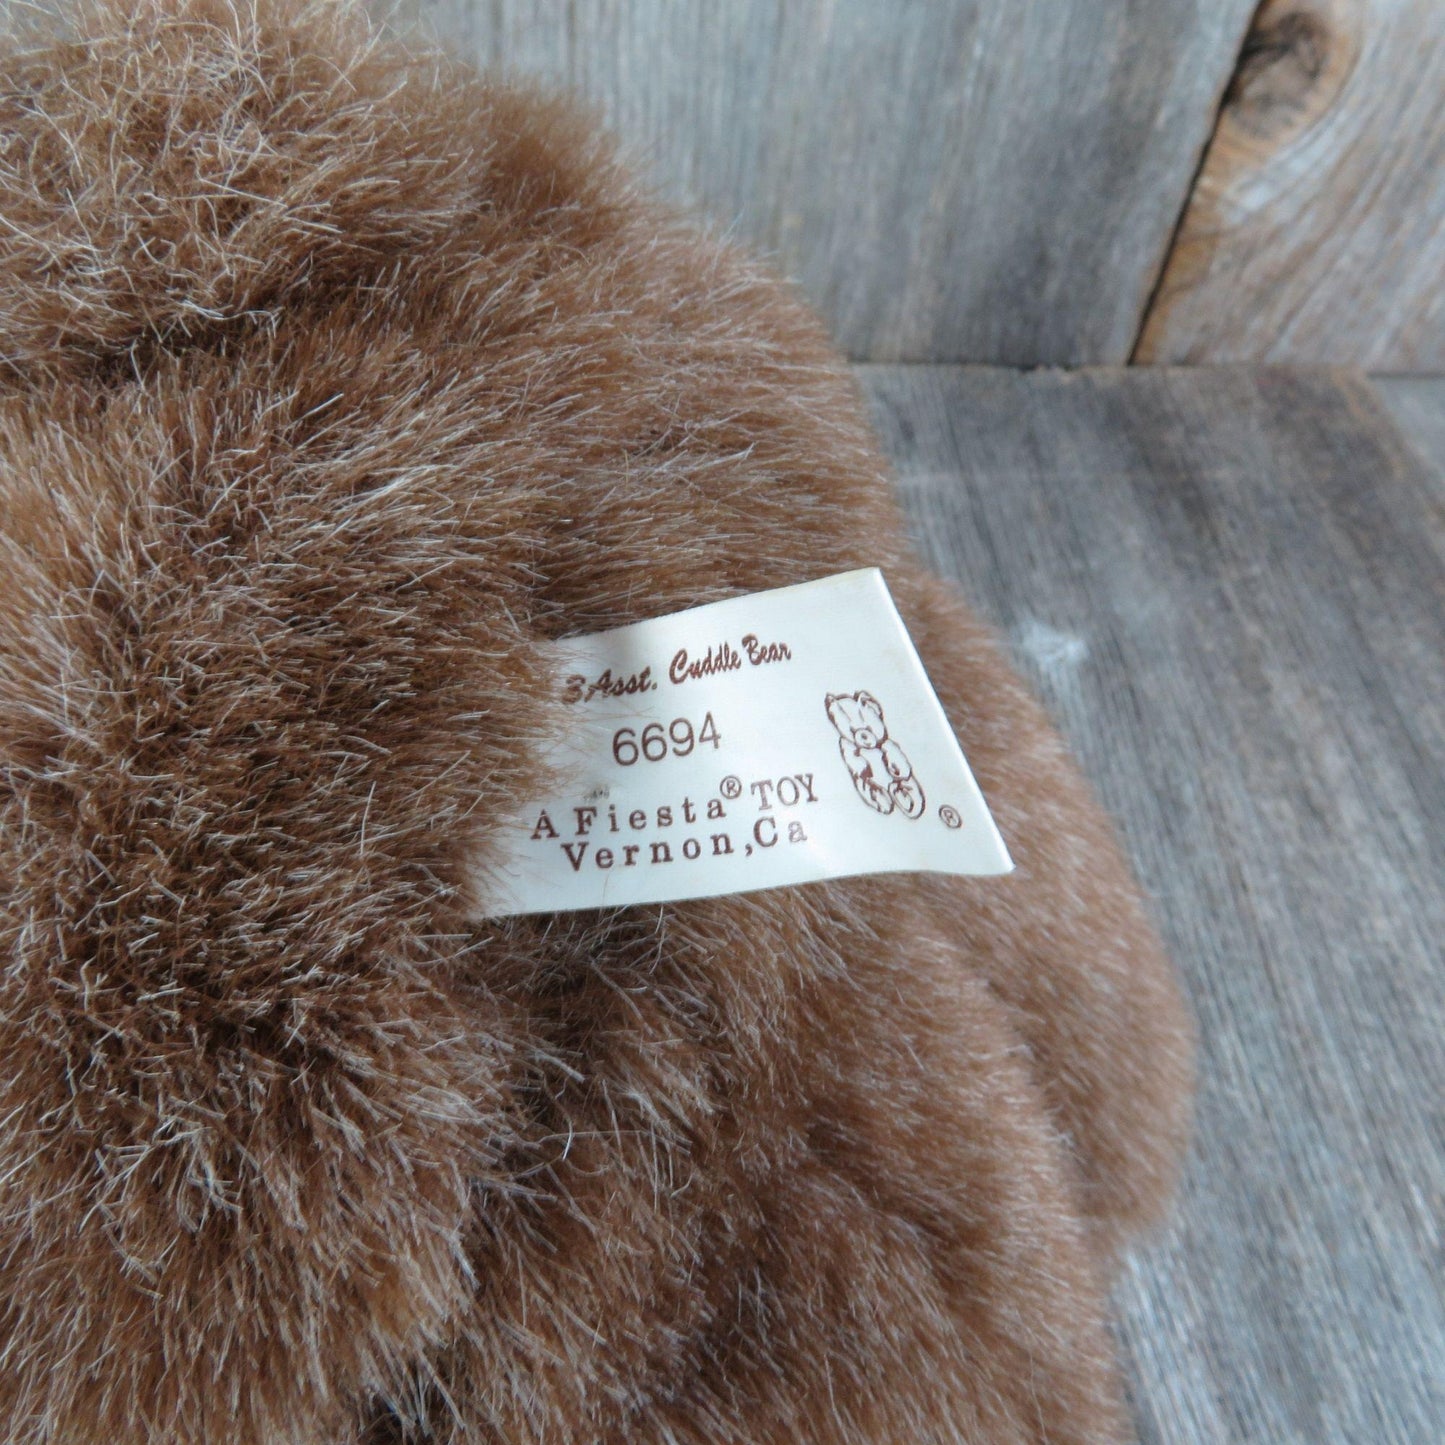 3 Asst. Cuddle Bear
6694
A Fiesta® TOY
Vernon,Ca
®